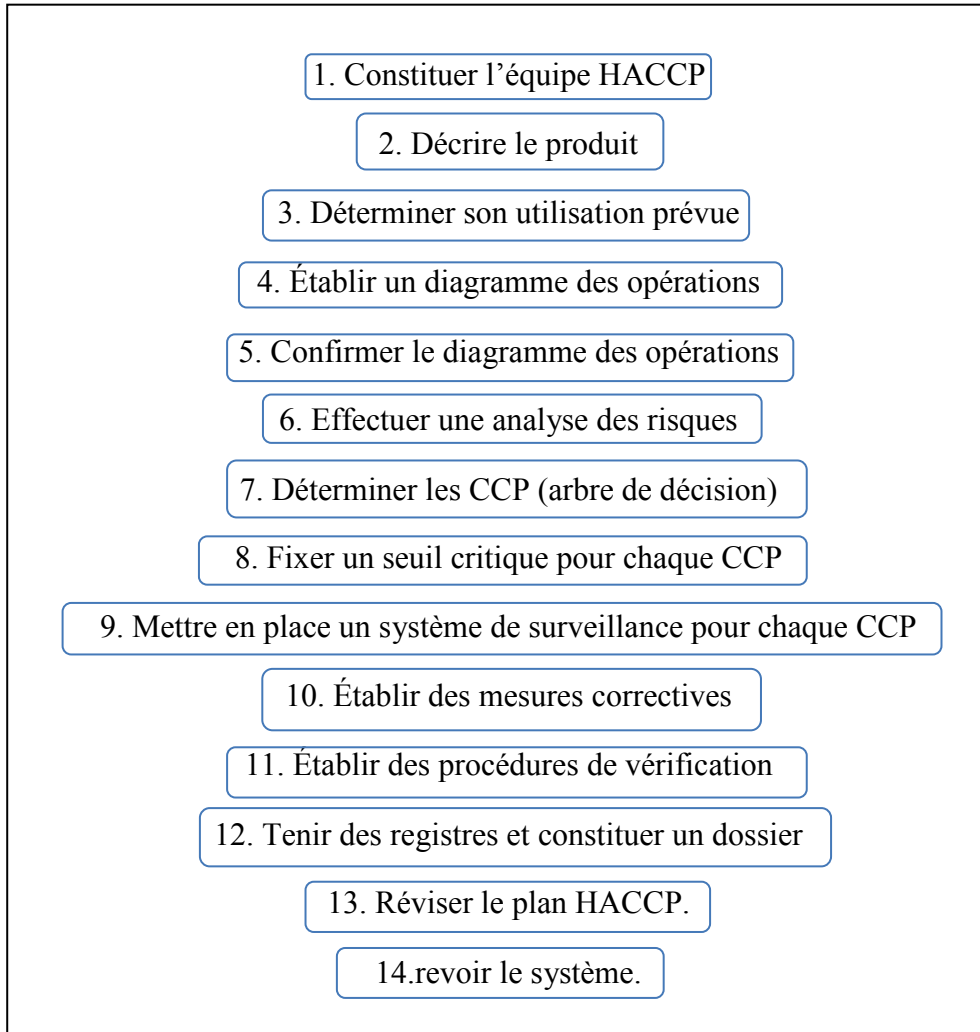 1. Constituer l’équipe HACCP
2. Décrire le produit
3. Déterminer son utilisation prévue
4. Établir un diagramme des opérations
5. Confirmer le diagramme des opérations
6. Effectuer une analyse des risques
7. Déterminer les CCP (arbre de décision)
8. Fixer un seuil critique pour chaque CCP
9. Mettre en place un système de surveillance pour chaque CCP
10. Établir des mesures correctives
11. Établir des procédures de vérification
12. Tenir des registres et constituer un dossier
13. Réviser le plan HACCP.
14.revoir le système.